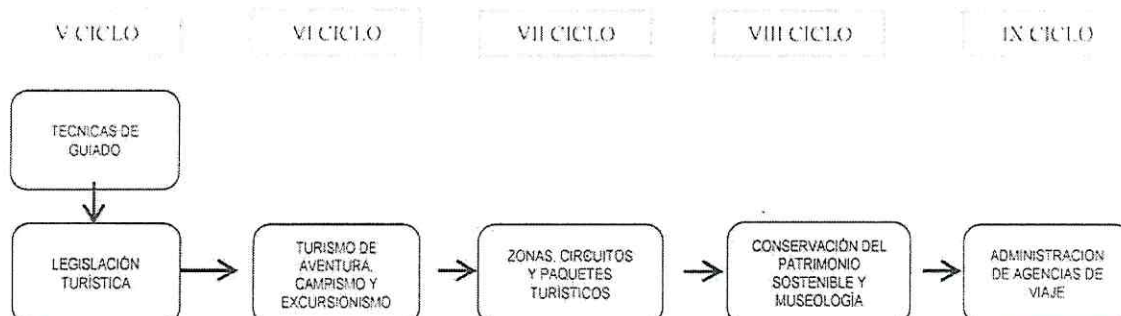 V CICLO
VI CICLO
VII CICLO
VIII CICLO
IX CICLO
TECNICAS DE
GUIADO
LEGISLACIÓN
TURÍSTICA
TURISMO DE
AVENTURA,
CAMPISMO Y
EXCURSIONISMO
ZONAS, CIRCUITOS
Y PAQUETES
TURÍSTICOS
CONSERVACIÓN DEL
PATRIMONIO
SOSTENIBLE Y
MUSEOLOGÍA
ADMINISTRACION
DE AGENCIAS DE
VIAJE